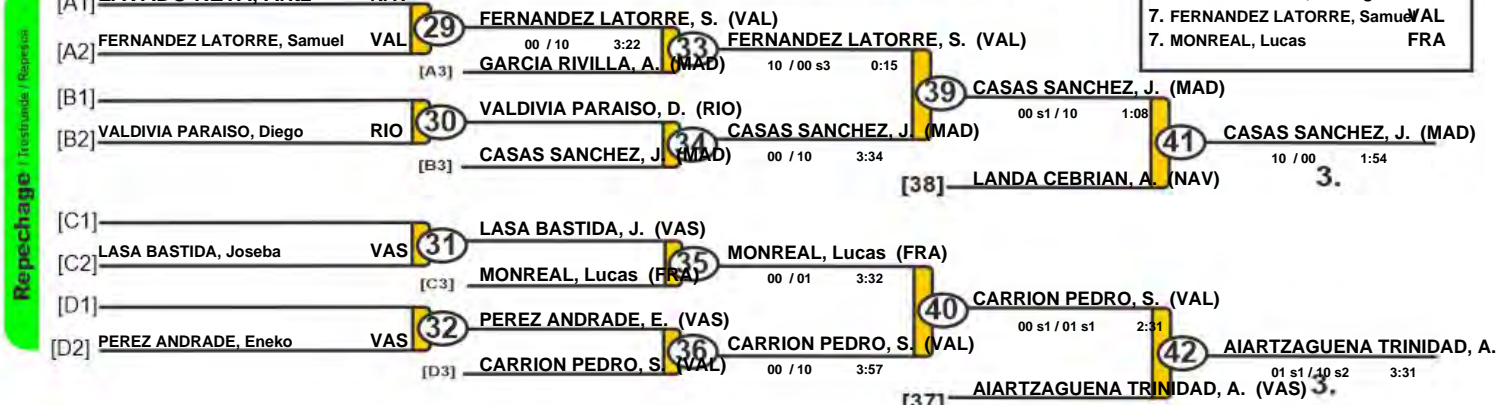 Repechage / Trostrunde / Repesca
[A1]
[A2] FERNANDEZ LATORRE, Samuel VAL
29
FERNANDEZ LATORRE, S. (VAL)
00 / 10 3:22
[A3] GARCIA RIVILLA, A. (MAD)
33
FERNANDEZ LATORRE, S. (VAL)
10 / 00 s3 0:15
[B1]
[B2] VALDIVIA PARAISO, Diego RIO
30
VALDIVIA PARAISO, D. (RIO)
[B3] CASAS SANCHEZ, J. (MAD)
34
CASAS SANCHEZ, J. (MAD)
00 / 10 3:34
39
CASAS SANCHEZ, J. (MAD)
00 s1 / 10 1:08
[38] LANDA CEBRIAN, A. (NAV)
41
CASAS SANCHEZ, J. (MAD)
10 / 00 1:54
3.
[C1]
[C2] LASA BASTIDA, Joseba VAS
31
LASA BASTIDA, J. (VAS)
[C3] MONREAL, Lucas (FRA)
35
MONREAL, Lucas (FRA)
00 / 01 3:32
[D1]
[D2] PEREZ ANDRADE, Eneko VAS
32
PEREZ ANDRADE, E. (VAS)
[D3] CARRION PEDRO, S. (VAL)
36
CARRION PEDRO, S. (VAL)
00 / 10 3:57
40
CARRION PEDRO, S. (VAL)
00 s1 / 01 s1 2:31
[37] AIARTZAGUENA TRINIDAD, A. (VAS)
42
AIARTZAGUENA TRINIDAD, A.
01 s1 / 10 s2 3:31
3.
7. FERNANDEZ LATORRE, Samuel VAL
7. MONREAL, Lucas FRA